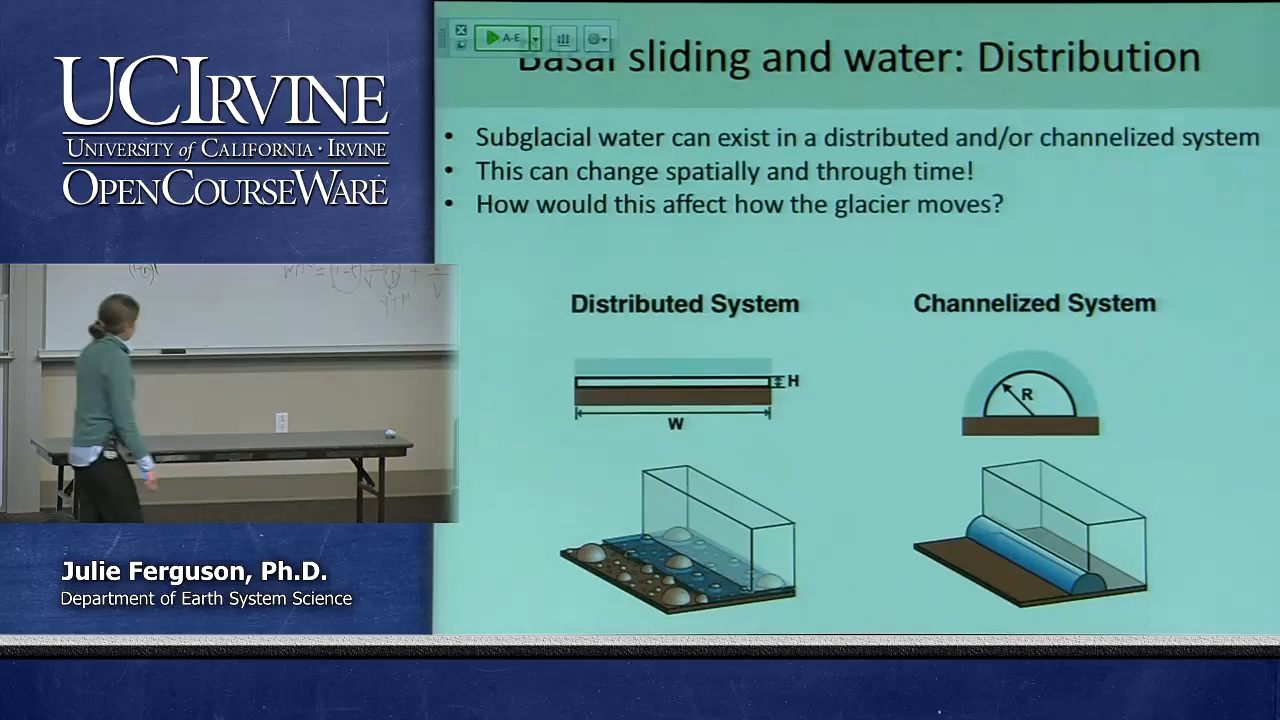 UCIRVINE
UNIVERSITY of CALIFORNIA · IRVINE
OPENCOURSEWARE
A-E
Basal sliding and water: Distribution
• Subglacial water can exist in a distributed and/or channelized system
• This can change spatially and through time!
• How would this affect how the glacier moves?
Distributed System
Channelized System
H
W
R
Julie Ferguson, Ph.D.
Department of Earth System Science